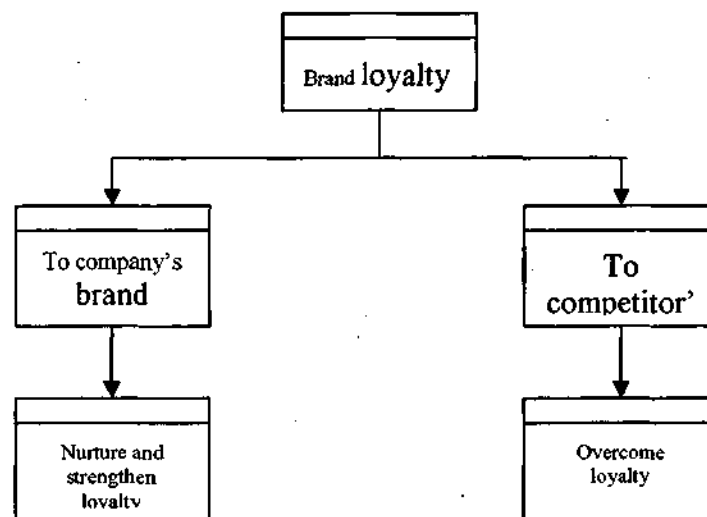 Brand loyalty
To company's
brand
To
competitor'
Nurture and
strengthen
loyalty
Overcome
loyalty